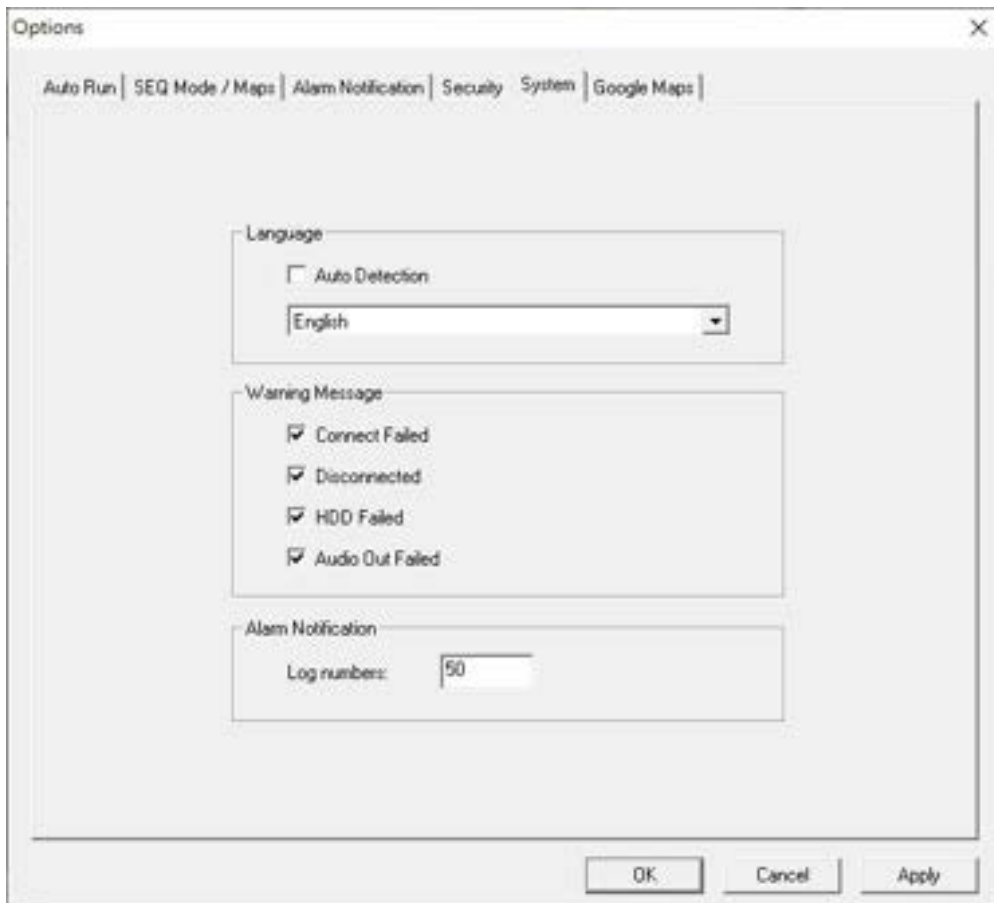 Options
Auto Run SEQ Mode / Maps Alarm Notification Security System Google Maps
Language
Auto Detection
English
Warning Message
Connect Failed
Disconnected
HDD Failed
Audio Out Failed
Alarm Notification
Log numbers: 50
OK Cancel Apply